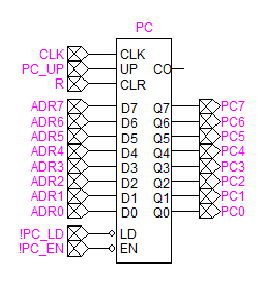 PC
CLK CLK
PC_UP UP CO
R CLR
ADR7 D7 Q7 PC7
ADR6 D6 Q6 PC6
ADR5 D5 Q5 PC5
ADR4 D4 Q4 PC4
ADR3 D3 Q3 PC3
ADR2 D2 Q2 PC2
ADR1 D1 Q1 PC1
ADR0 D0 Q0 PC0
!PC_LD LD
!PC_EN EN